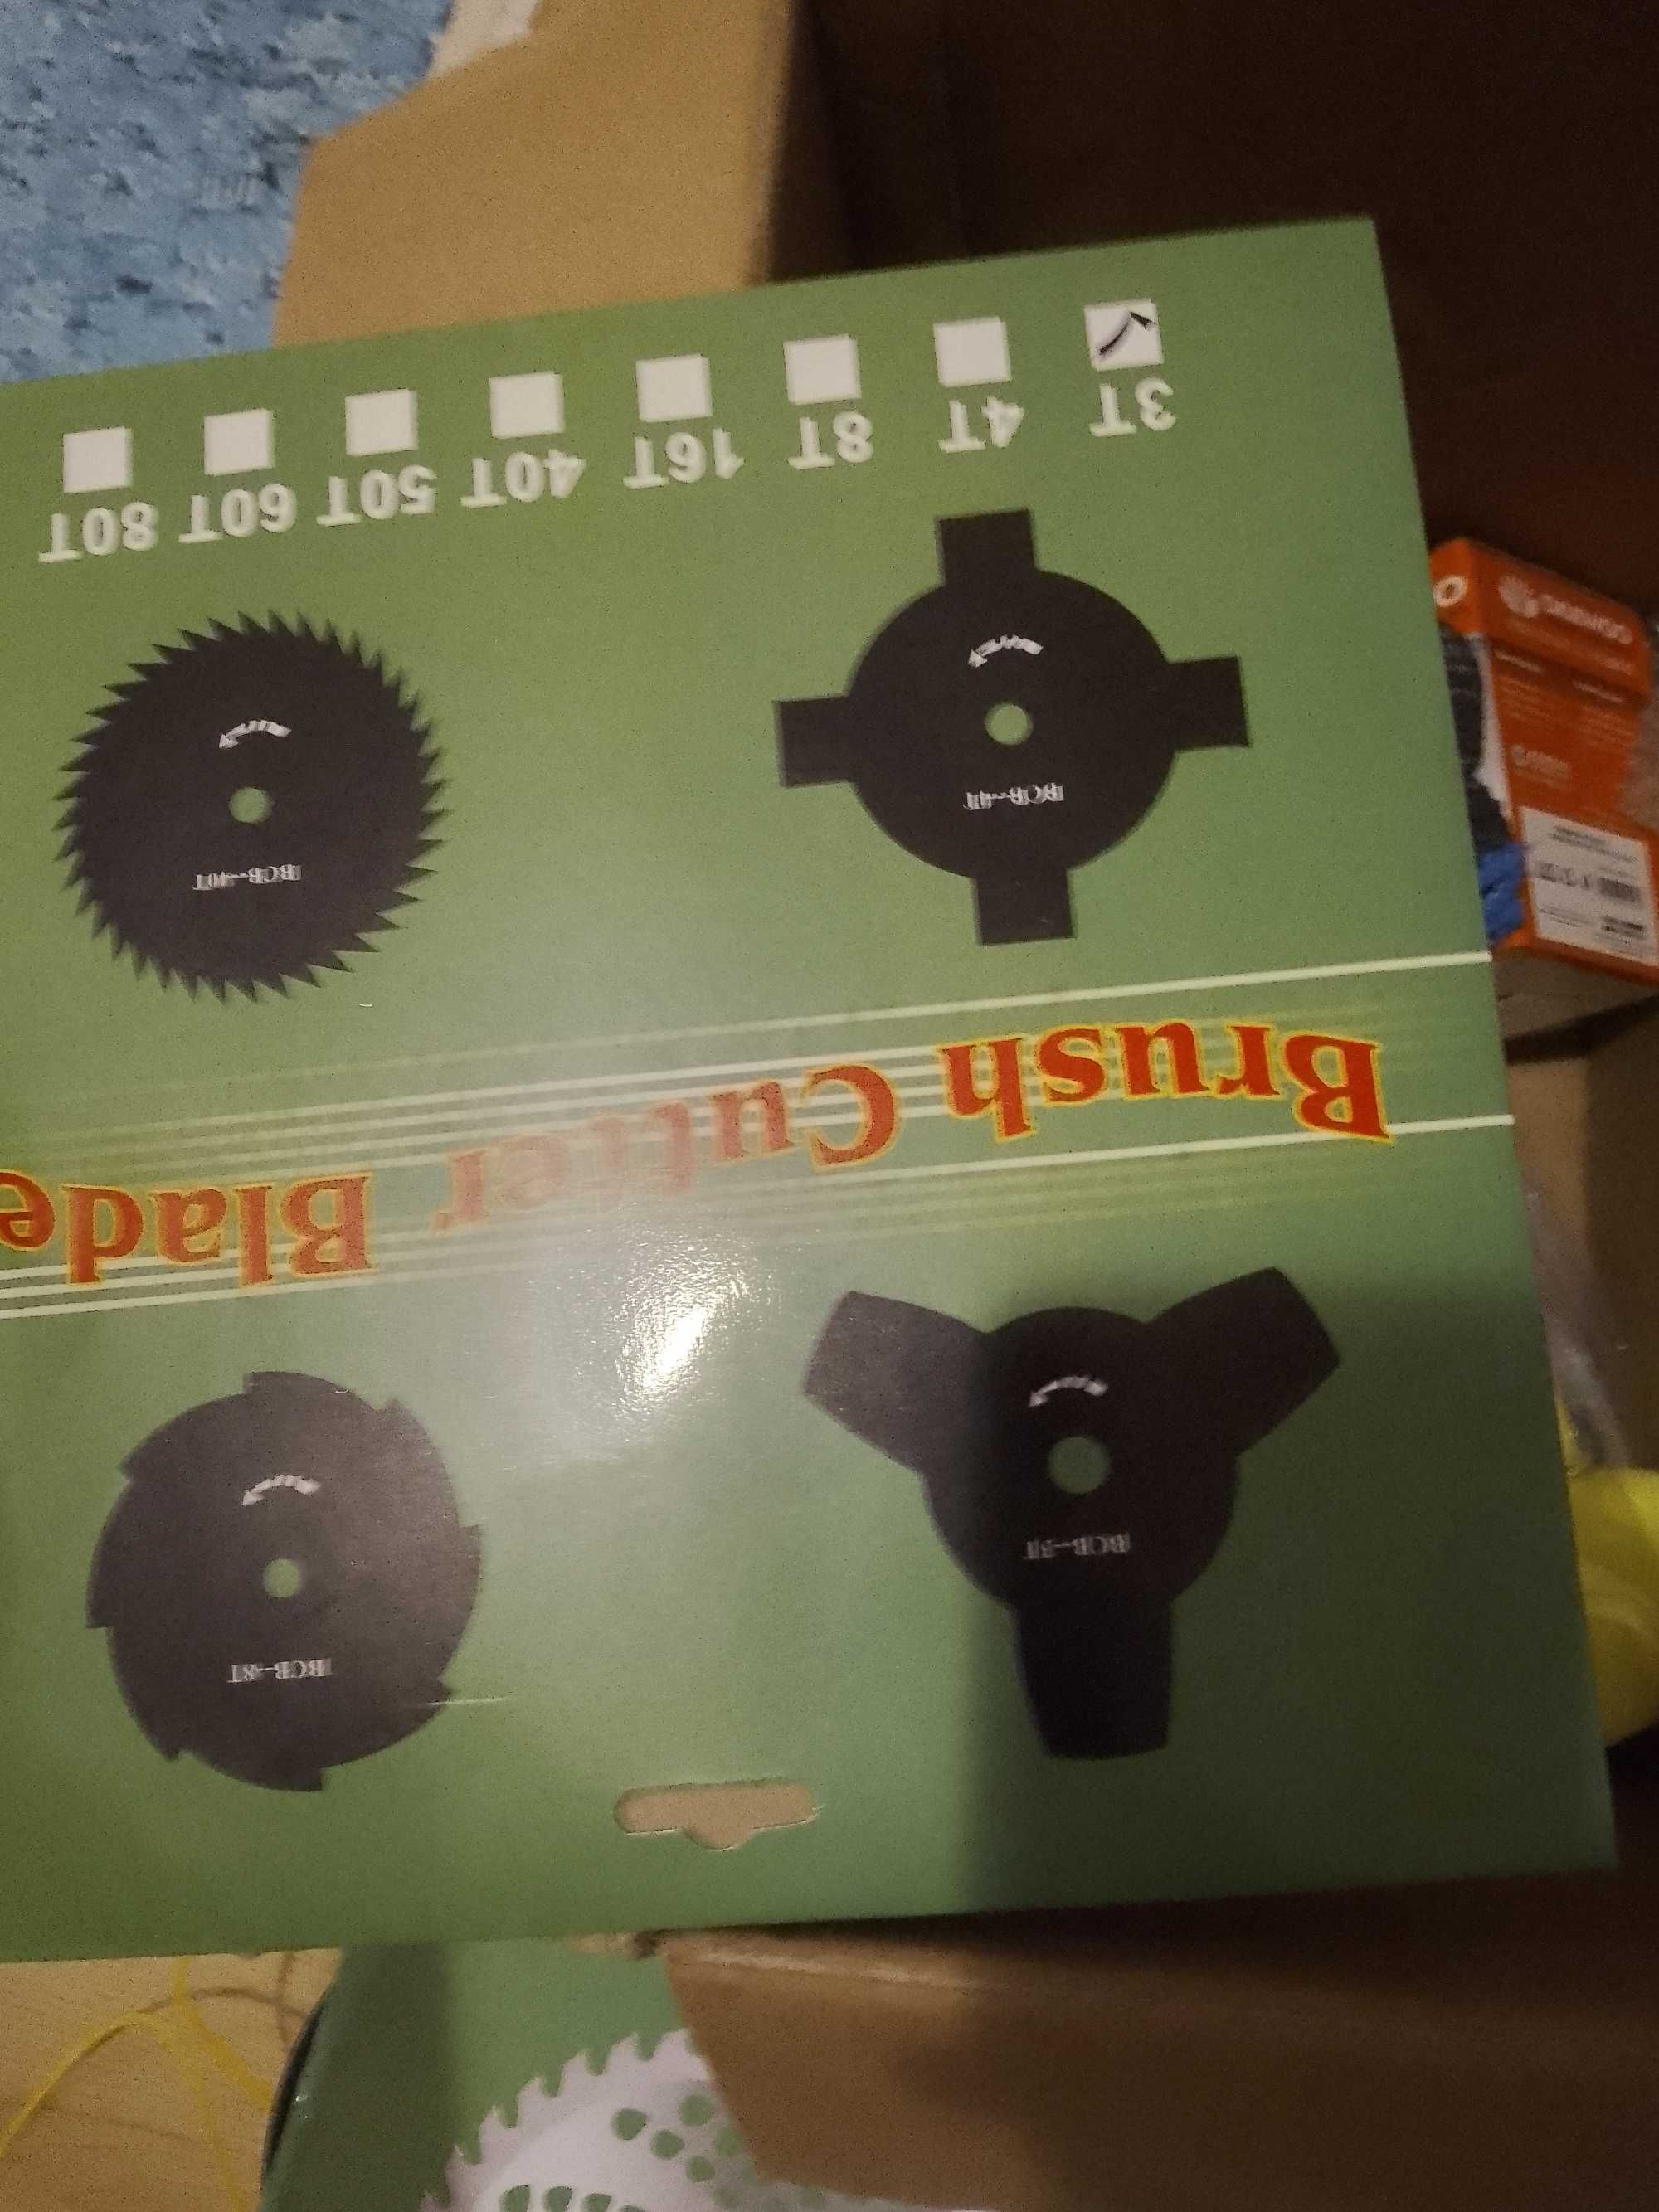 BCB-8T
BCB-3T
Brush Cutter Blade
BCB-40T
BCB-4T
3T 4T 8T 16T 40T 50T 60T 80T
DAEWOO